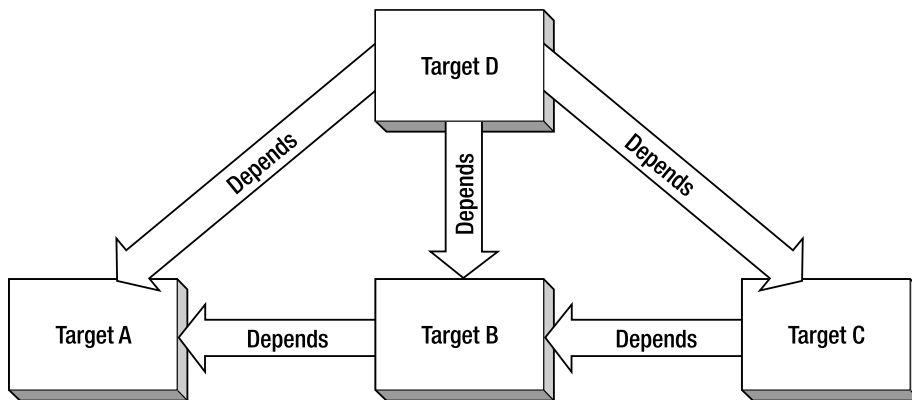 Target D
Depends
Depends
Depends
Target A
Depends
Target B
Depends
Target C